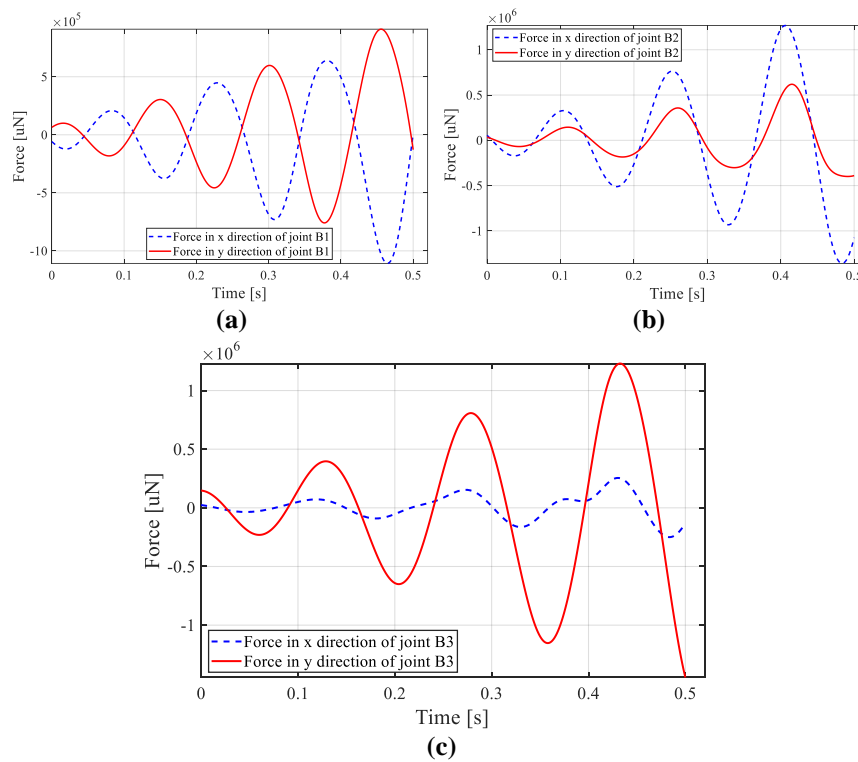 ×10⁵
5
0
-5
-10
Force [uN]
Force in x direction of joint B1
Force in y direction of joint B1
0 0.1 0.2 0.3 0.4 0.5
Time [s]
(a)
×10⁶
1
0.5
0
-0.5
-1
Force [uN]
Force in x direction of joint B2
Force in y direction of joint B2
0 0.1 0.2 0.3 0.4 0.5
Time [s]
(b)
×10⁶
1
0.5
0
-0.5
-1
Force [uN]
Force in x direction of joint B3
Force in y direction of joint B3
0 0.1 0.2 0.3 0.4 0.5
Time [s]
(c)